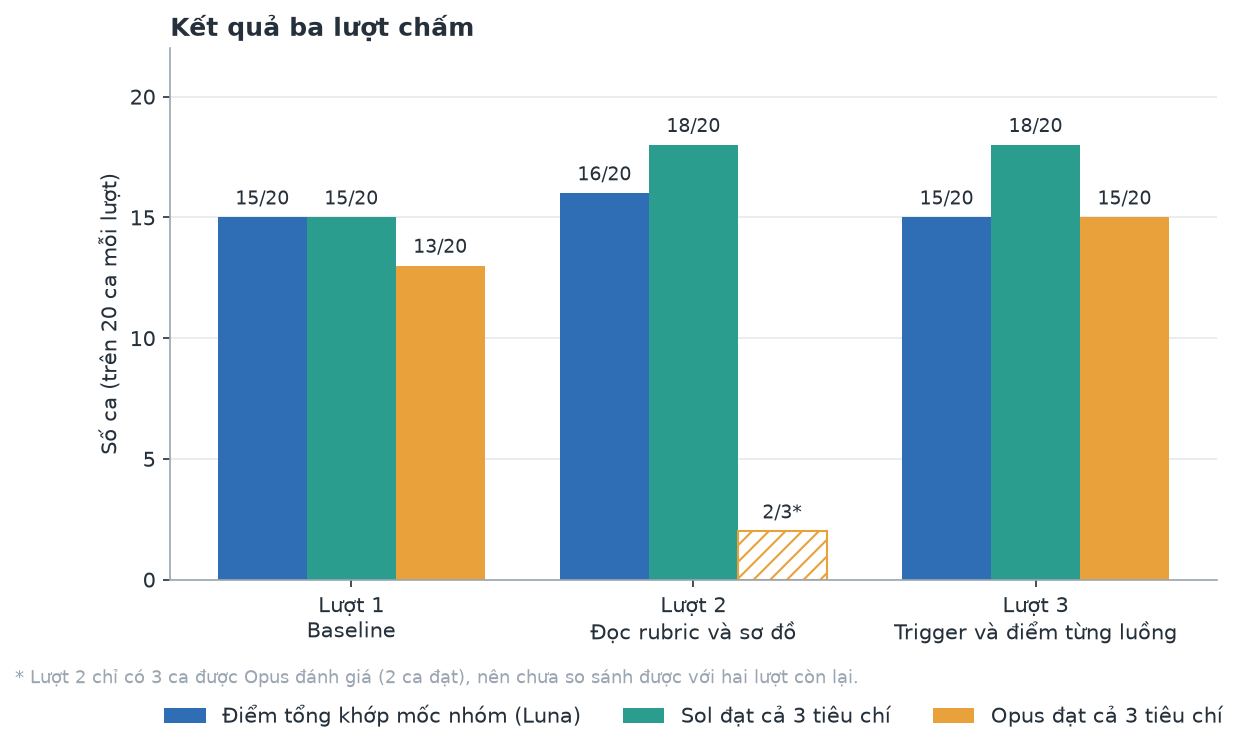 Kết quả ba lượt chấm
Số ca (trên 20 ca mỗi lượt)
20
15
10
5
0
15/20
15/20
13/20
16/20
18/20
2/3*
15/20
18/20
15/20
Lượt 1
Baseline
Lượt 2
Đọc rubric và sơ đồ
Lượt 3
Trigger và điểm từng luồng
* Lượt 2 chỉ có 3 ca được Opus đánh giá (2 ca đạt), nên chưa so sánh được với hai lượt còn lại.
Điểm tổng khớp mốc nhóm (Luna)
Sol đạt cả 3 tiêu chí
Opus đạt cả 3 tiêu chí